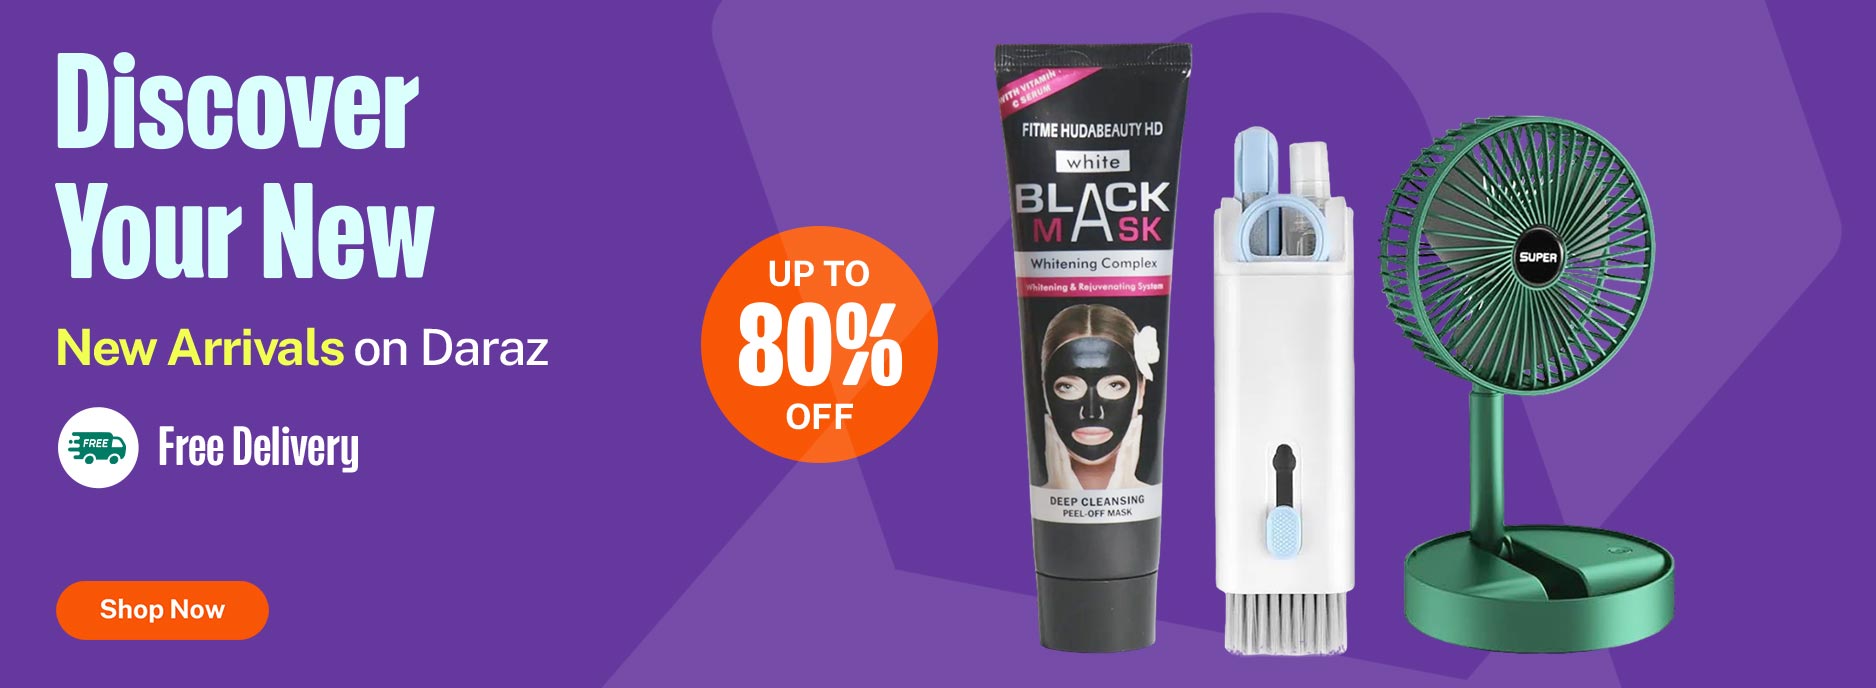 Discover
Your New
New Arrivals on Daraz
FREE
Free Delivery
Shop Now
UP TO
80%
OFF
WITH VITAMIN
C SERUM
FITME HUDABEAUTY HD
white
BLACK
MASK
Whitening Complex
Whitening & Rejuvenating System
DEEP CLEANSING
PEEL-OFF MASK
SUPER